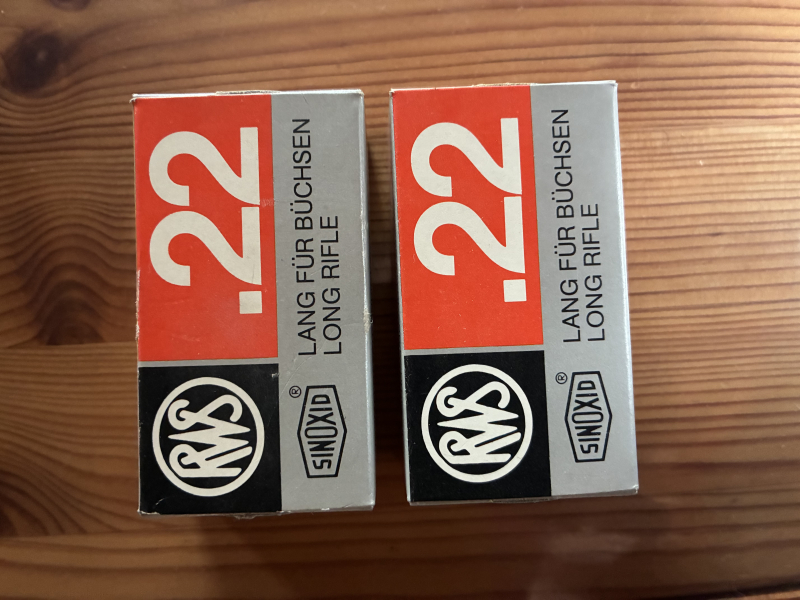 .22
LANG FÜR BÜCHSEN
LONG RIFLE
RWS
SINOXID®
.22
LANG FÜR BÜCHSEN
LONG RIFLE
RWS
SINOXID®